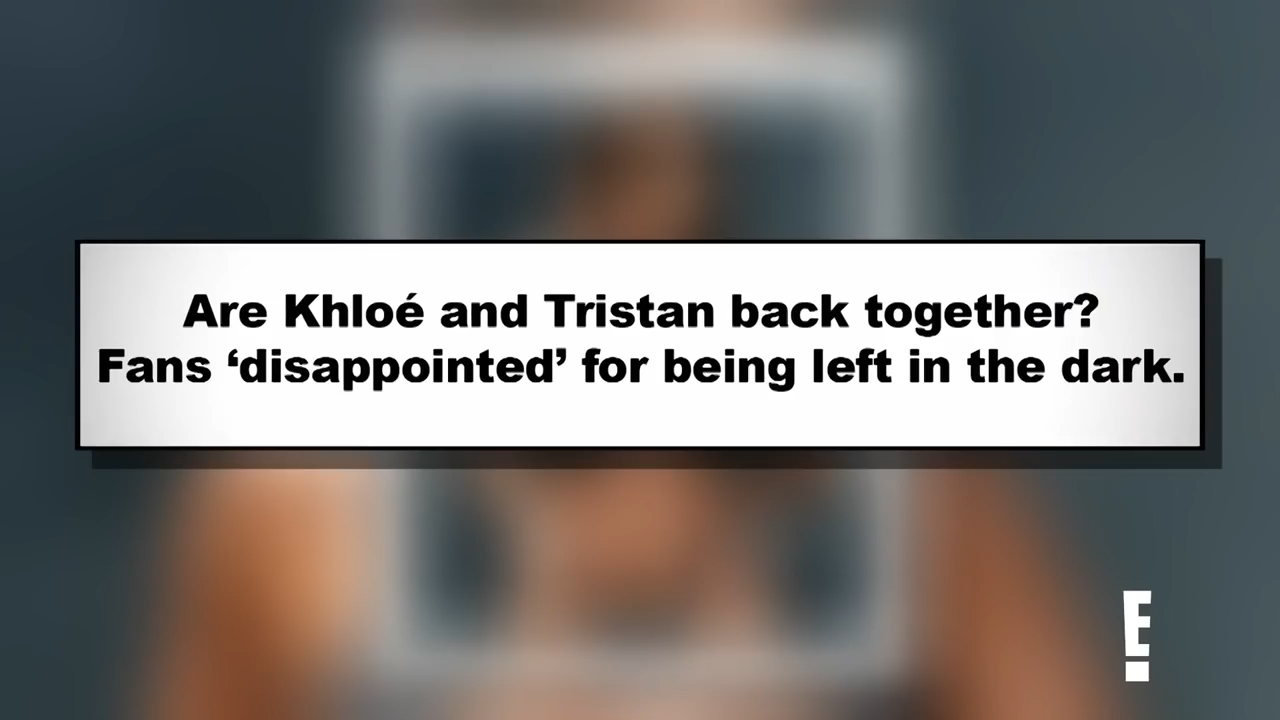 Are Khloé and Tristan back together?
Fans ‘disappointed’ for being left in the dark.
E!